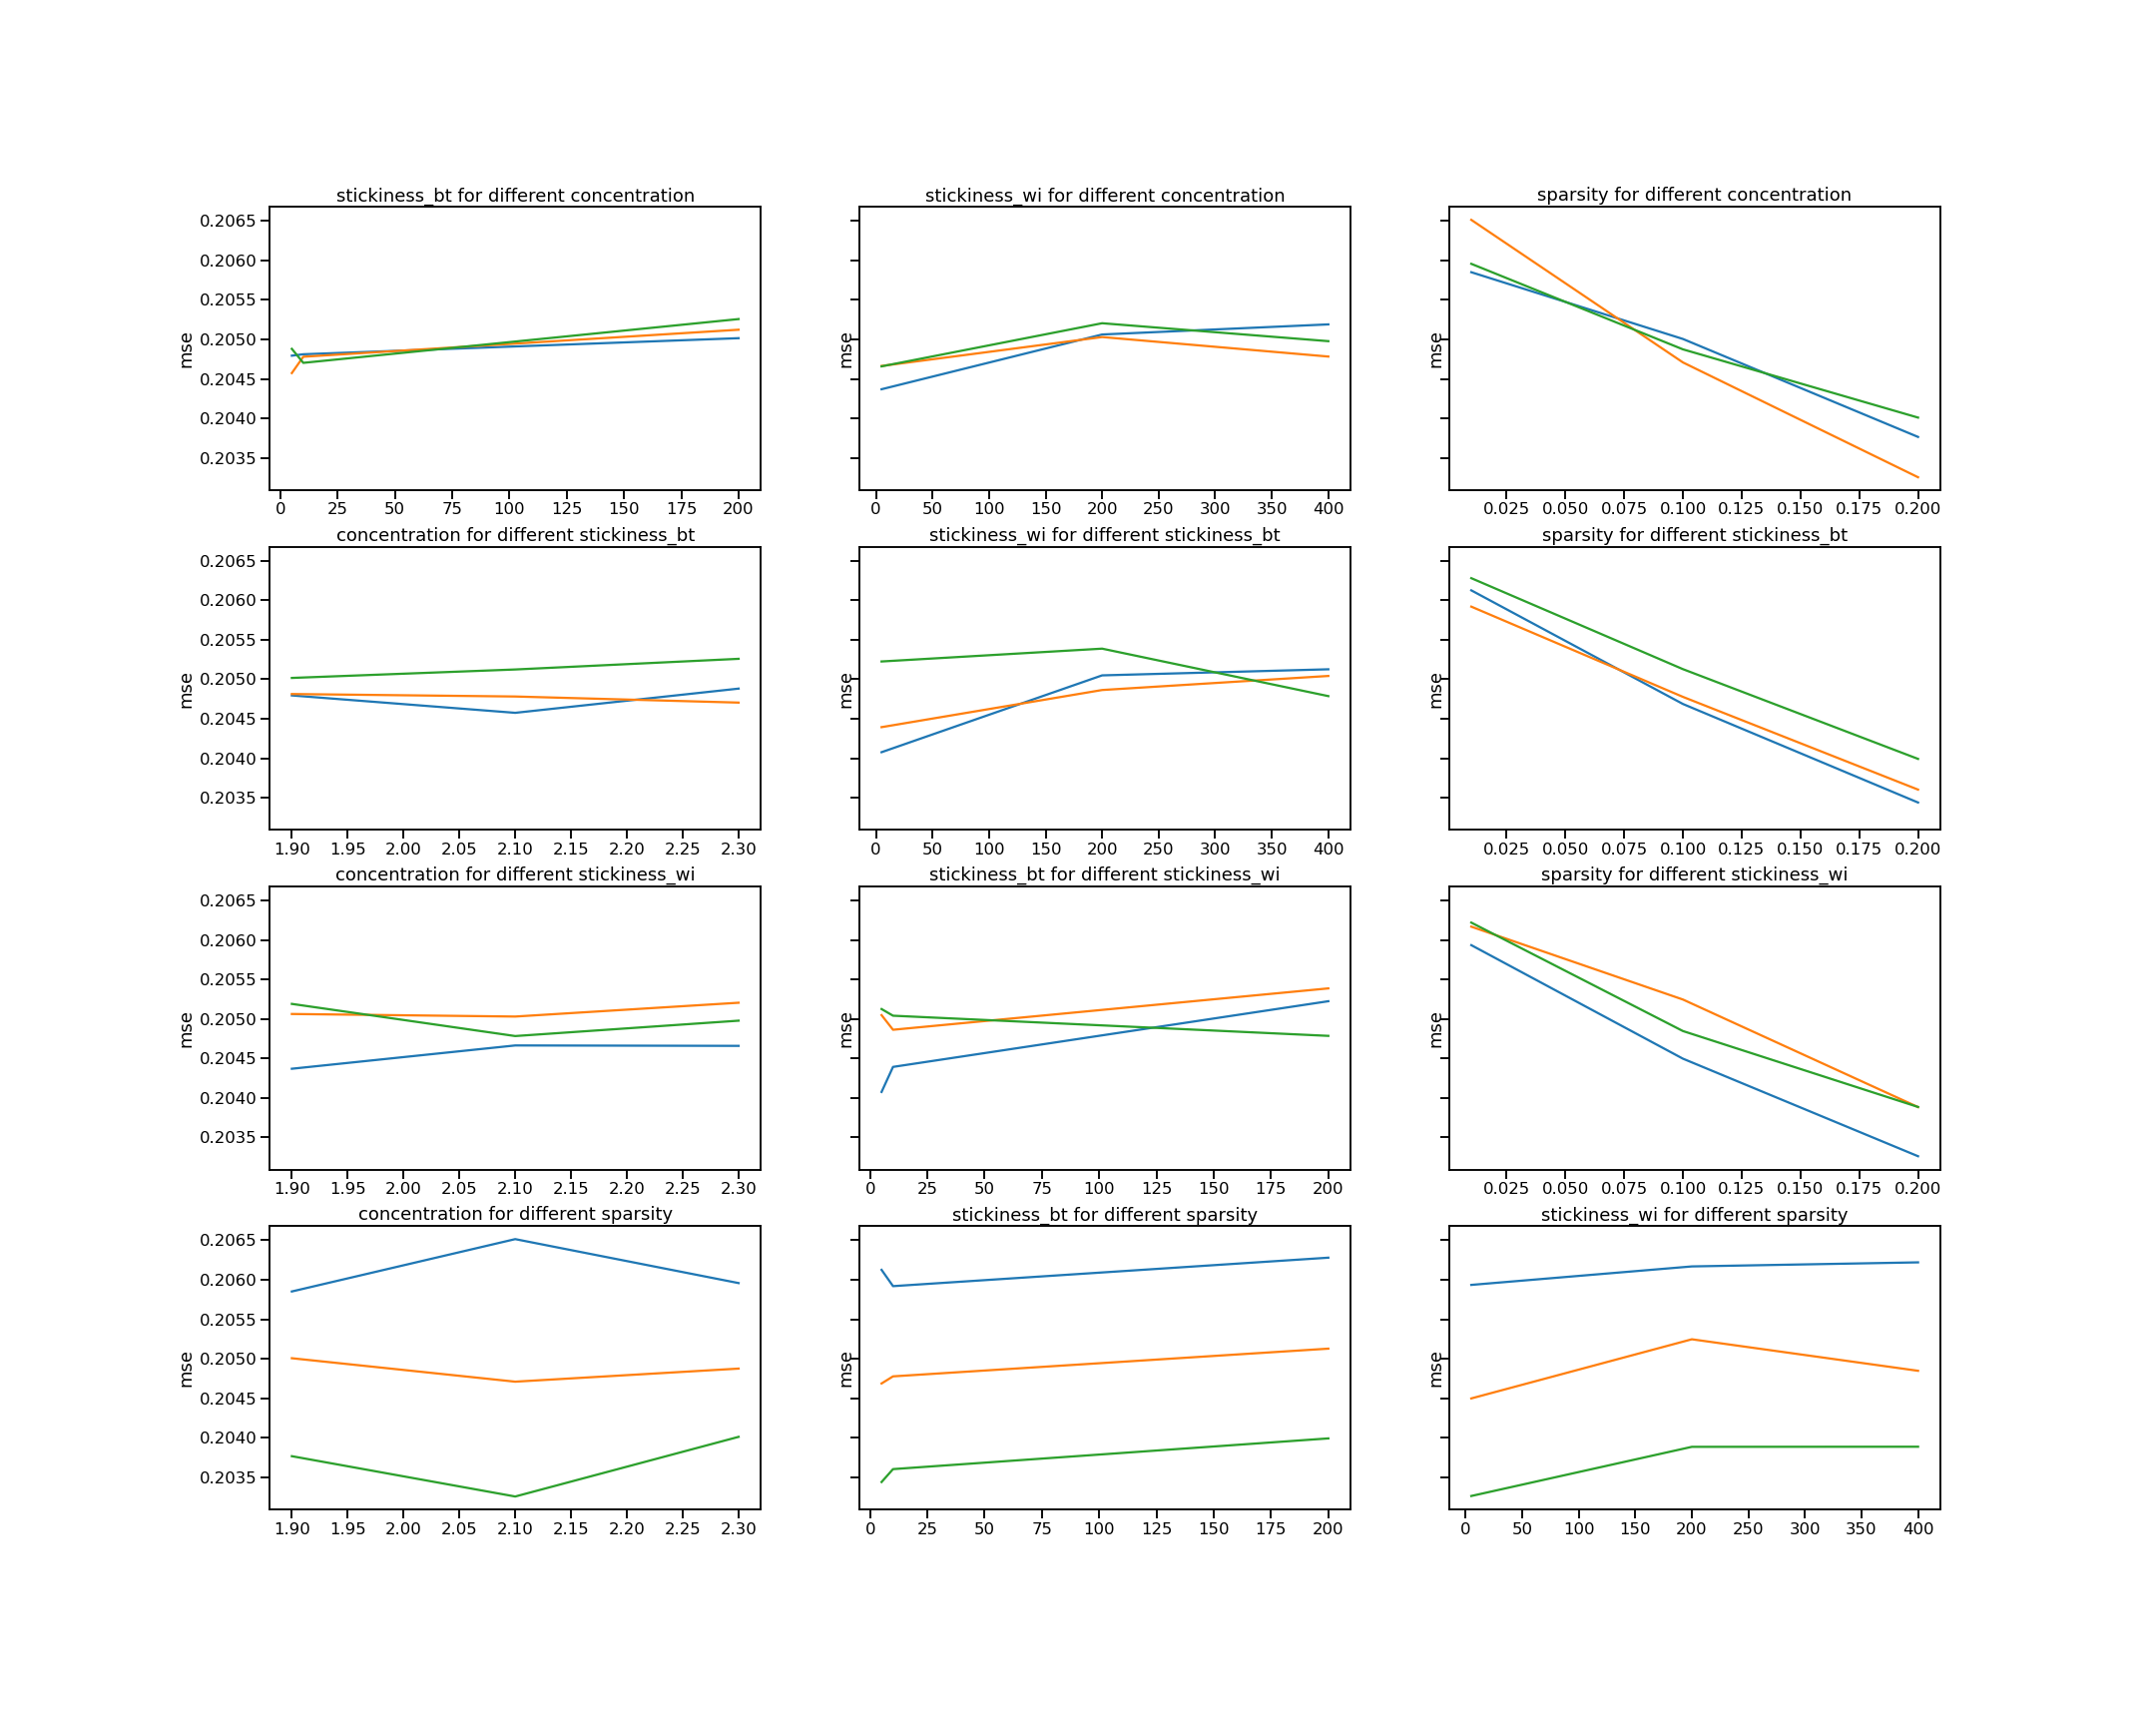 stickiness_bt for different concentration
stickiness_wi for different concentration
sparsity for different concentration
0.2065
0.2060
0.2055
0.2050
0.2045
0.2040
0.2035
mse
mse
mse
0 25 50 75 100 125 150 175 200
0 50 100 150 200 250 300 350 400
0.025 0.050 0.075 0.100 0.125 0.150 0.175 0.200
concentration for different stickiness_bt
stickiness_wi for different stickiness_bt
sparsity for different stickiness_bt
0.2065
0.2060
0.2055
0.2050
0.2045
0.2040
0.2035
mse
mse
mse
1.90 1.95 2.00 2.05 2.10 2.15 2.20 2.25 2.30
0 50 100 150 200 250 300 350 400
0.025 0.050 0.075 0.100 0.125 0.150 0.175 0.200
concentration for different stickiness_wi
stickiness_bt for different stickiness_wi
sparsity for different stickiness_wi
0.2065
0.2060
0.2055
0.2050
0.2045
0.2040
0.2035
mse
mse
mse
1.90 1.95 2.00 2.05 2.10 2.15 2.20 2.25 2.30
0 25 50 75 100 125 150 175 200
0.025 0.050 0.075 0.100 0.125 0.150 0.175 0.200
concentration for different sparsity
stickiness_bt for different sparsity
stickiness_wi for different sparsity
0.2065
0.2060
0.2055
0.2050
0.2045
0.2040
0.2035
mse
mse
mse
1.90 1.95 2.00 2.05 2.10 2.15 2.20 2.25 2.30
0 25 50 75 100 125 150 175 200
0 50 100 150 200 250 300 350 400